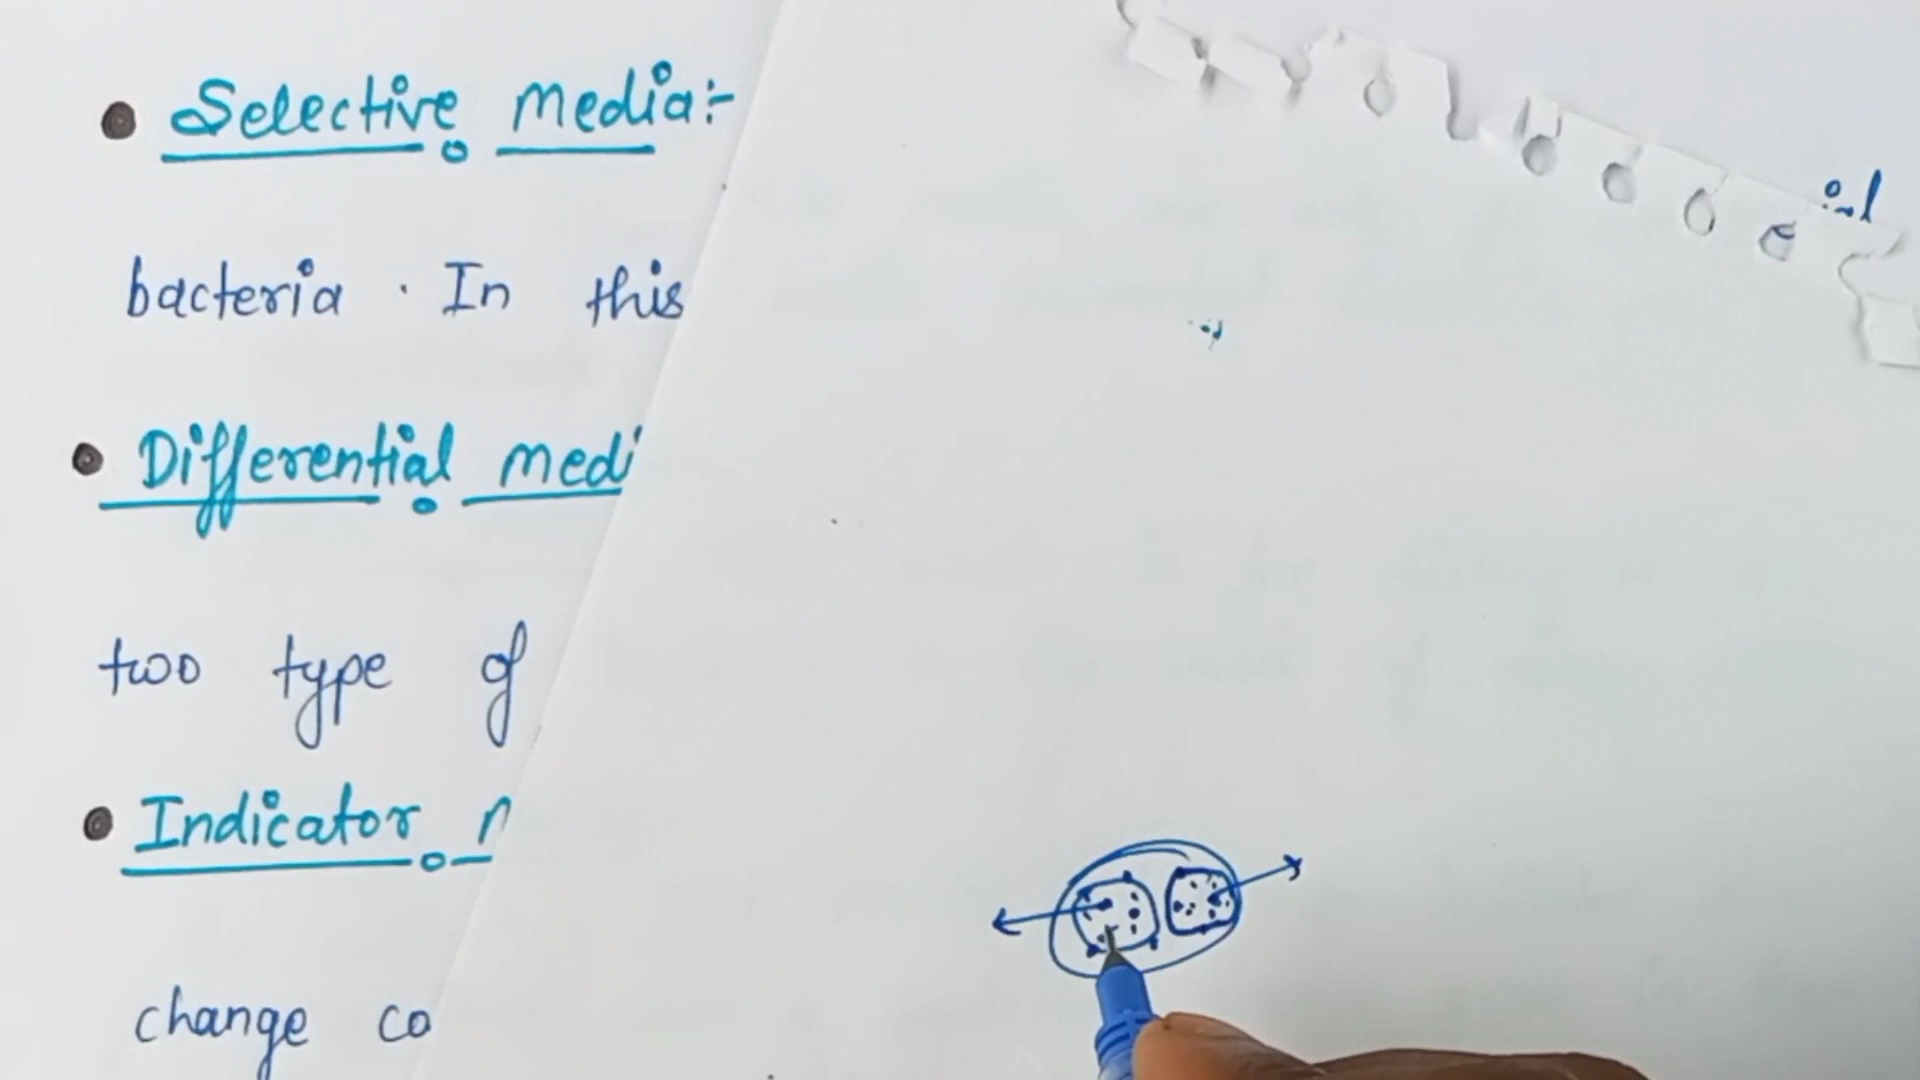 Selective media:-
bacteria . In this
Differential medi
two type of
Indicator
change co